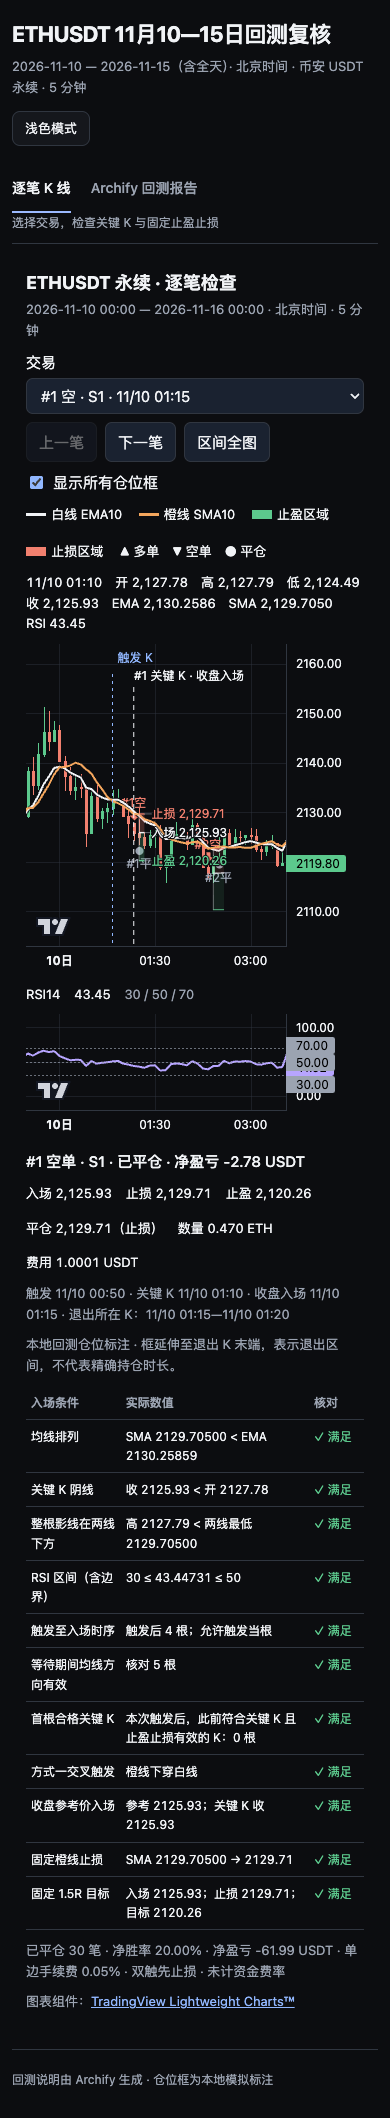 ETHUSDT 11月10—15日回测复核
2026-11-10 — 2026-11-15（含全天）· 北京时间 · 币安 USDT
永续 · 5 分钟
浅色模式
逐笔 K 线 Archify 回测报告
选择交易，检查关键 K 与固定止盈止损
ETHUSDT 永续 · 逐笔检查
2026-11-10 00:00 — 2026-11-16 00:00 · 北京时间 · 5 分
钟
交易
#1 空 · S1 · 11/10 01:15
上一笔 下一笔 区间全图
显示所有仓位框
白线 EMA10 橙线 SMA10 止盈区域
止损区域 ▲ 多单 ▼ 空单 ● 平仓
11/10 01:10 开 2,127.78 高 2,127.79 低 2,124.49
收 2,125.93 EMA 2,130.2586 SMA 2,129.7050
RSI 43.45
触发 K
#1 关键 K · 收盘入场
2160.00
2150.00
2140.00
2130.00
2119.80
2110.00
#1空
止损 2,129.71
入场 2,125.93
止盈 2,120.26
#1平
#2平
10日 01:30 03:00
RSI14 43.45 30 / 50 / 70
100.00
70.00
50.00
30.00
0.00
10日 01:30 03:00
#1 空单 · S1 · 已平仓 · 净盈亏 -2.78 USDT
入场 2,125.93 止损 2,129.71 止盈 2,120.26
平仓 2,129.71（止损） 数量 0.470 ETH
费用 1.0001 USDT
触发 11/10 00:50 · 关键 K 11/10 01:10 · 收盘入场 11/10
01:15 · 退出所在 K：11/10 01:15—11/10 01:20
本地回测仓位标注 · 框延伸至退出 K 末端，表示退出区
间，不代表精确持仓时长。
入场条件 实际数值 核对
均线排列 SMA 2129.70500 < EMA
2130.25859 ✓ 满足
关键 K 阴线 收 2125.93 < 开 2127.78 ✓ 满足
整根影线在两线
下方 高 2127.79 < 两线最低
2129.70500 ✓ 满足
RSI 区间（含边
界） 30 ≤ 43.44731 ≤ 50 ✓ 满足
触发至入场时序 触发后 4 根；允许触发当根 ✓ 满足
等待期间均线方
向有效 核对 5 根 ✓ 满足
首根合格关键 K 本次触发后，此前符合关键 K 且
止盈止损有效的 K：0 根 ✓ 满足
方式一交叉触发 橙线下穿白线 ✓ 满足
收盘参考价入场 参考 2125.93；关键 K 收
2125.93 ✓ 满足
固定橙线止损 SMA 2129.70500 → 2129.71 ✓ 满足
固定 1.5R 目标 入场 2125.93；止损 2129.71；
目标 2120.26 ✓ 满足
已平仓 30 笔 · 净胜率 20.00% · 净盈亏 -61.99 USDT · 单
边手续费 0.05% · 双触先止损 · 未计资金费率
图表组件：TradingView Lightweight Charts™
回测说明由 Archify 生成 · 仓位框为本地模拟标注